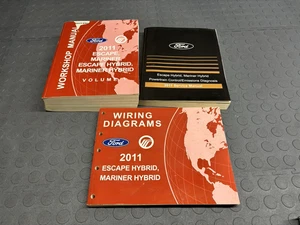 WORKSHOP MANUAL
Ford
2011
ESCAPE,
MARINER,
ESCAPE HYBRID,
MARINER HYBRID
VOLUME
Ford
Escape Hybrid, Mariner Hybrid
Powertrain Control/Emissions Diagnosis
Service Manual
WIRING
DIAGRAMS
Ford
2011
ESCAPE HYBRID,
MARINER HYBRID